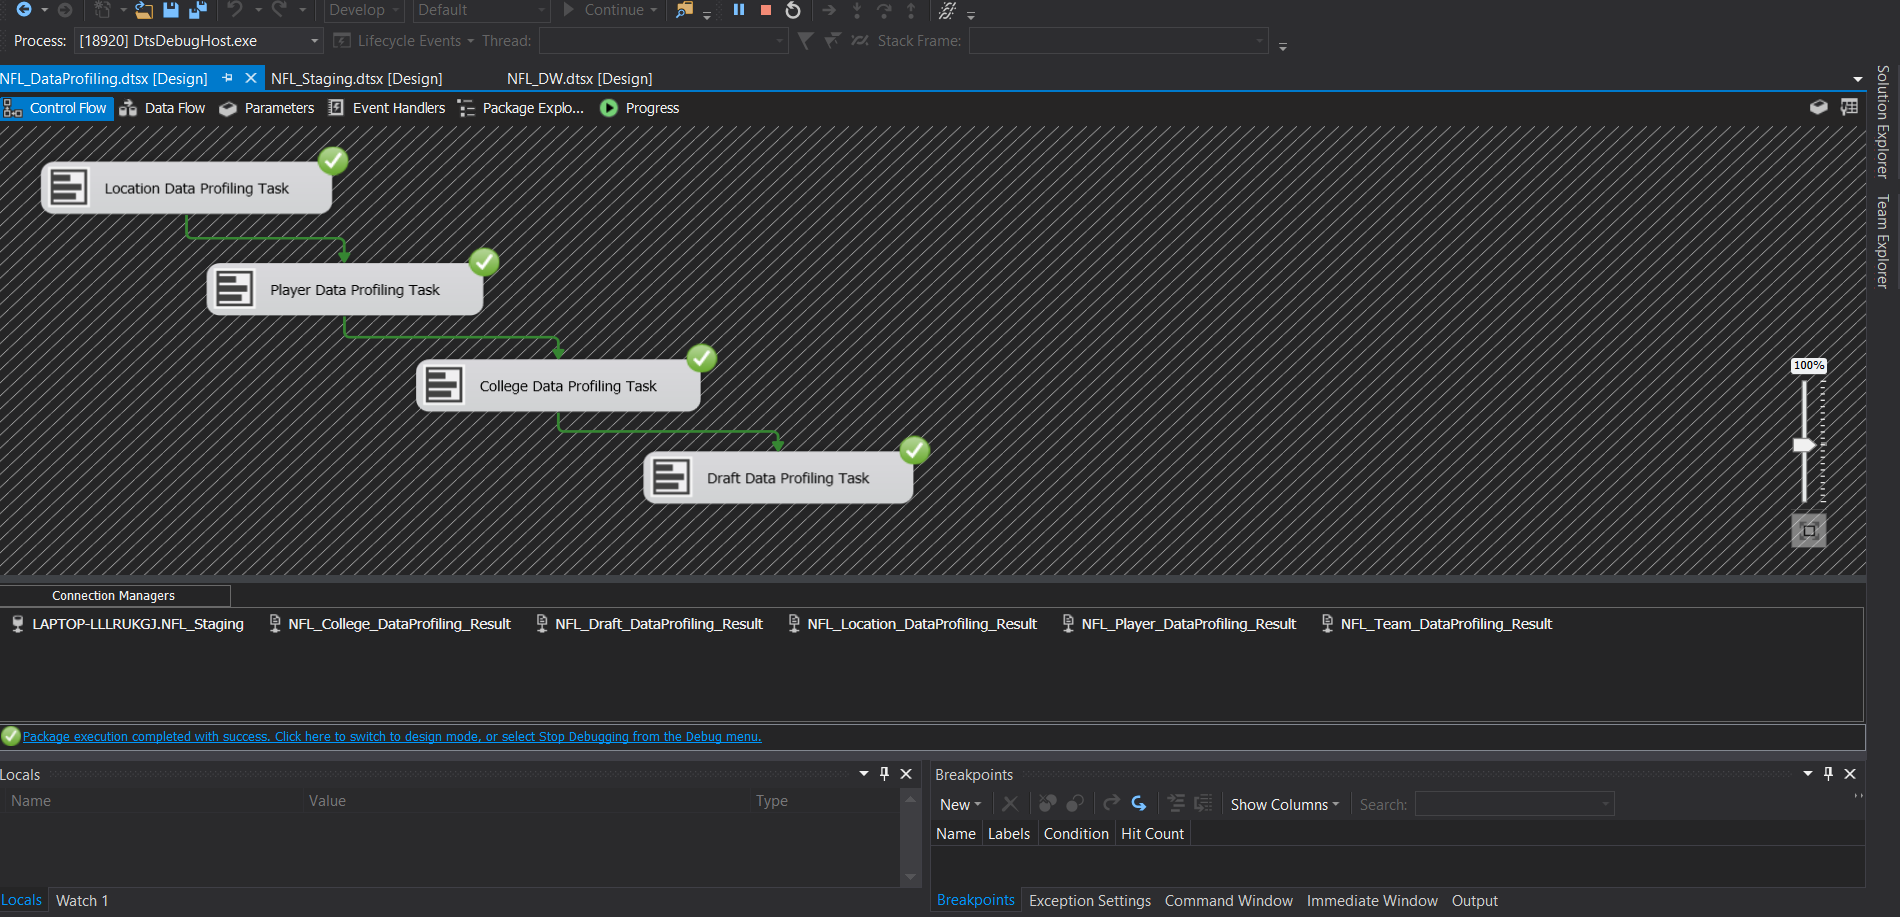 Develop Default Continue
Process: [18920] DtsDebugHost.exe Lifecycle Events Thread: Stack Frame:
NFL_DataProfiling.dtsx [Design] NFL_Staging.dtsx [Design] NFL_DW.dtsx [Design]
Control Flow Data Flow Parameters Event Handlers Package Explo... Progress
Solution Explorer
Team Explorer
Location Data Profiling Task
Player Data Profiling Task
College Data Profiling Task
Draft Data Profiling Task
100%
Connection Managers
LAPTOP-LLLRUKGJ.NFL_Staging NFL_College_DataProfiling_Result NFL_Draft_DataProfiling_Result NFL_Location_DataProfiling_Result NFL_Player_DataProfiling_Result NFL_Team_DataProfiling_Result
Package execution completed with success. Click here to switch to design mode, or select Stop Debugging from the Debug menu.
Locals
Name Value Type
Locals Watch 1
Breakpoints
New Show Columns Search:
Name Labels Condition Hit Count
Breakpoints Exception Settings Command Window Immediate Window Output